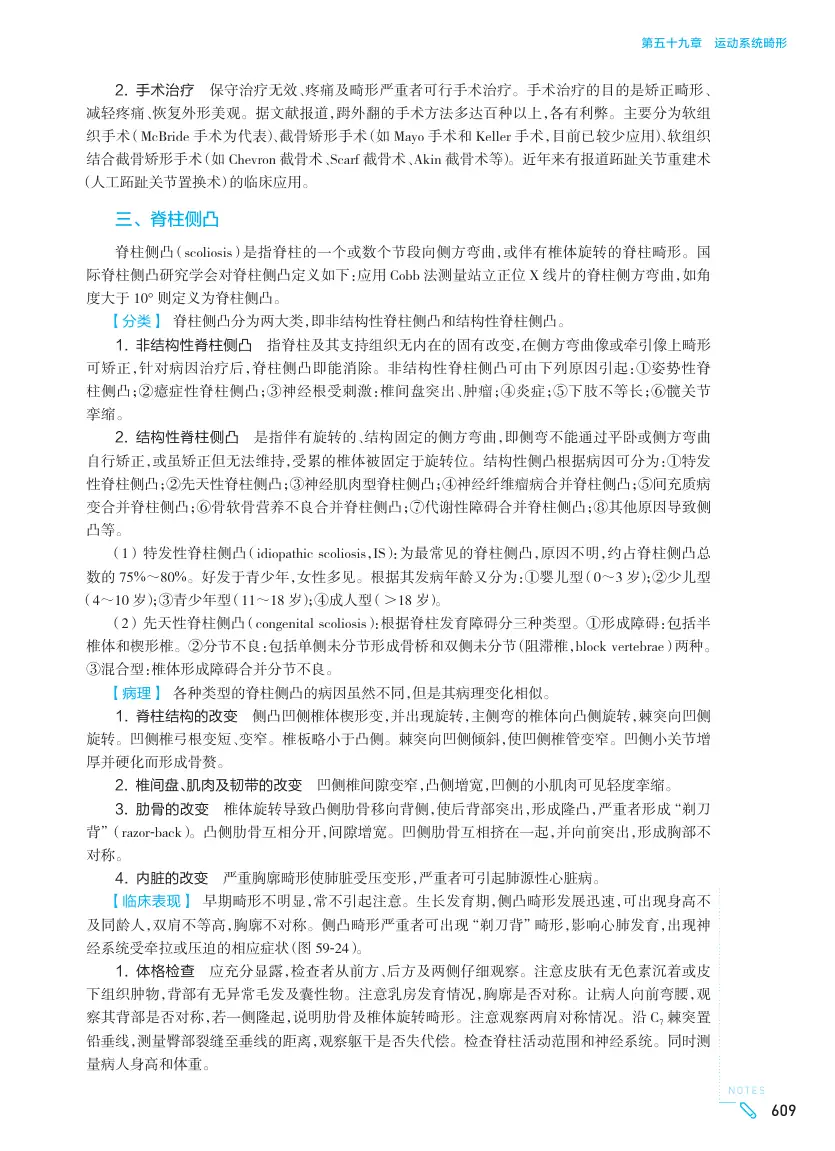 第五十九章　运动系统畸形
2. 手术治疗　保守治疗无效、疼痛及畸形严重者可行手术治疗。手术治疗的目的是矫正畸形、
减轻疼痛、恢复外形美观。据文献报道,𧿹外翻的手术方法多达百种以上,各有利弊。主要分为软组
织手术(McBride 手术为代表)、截骨矫形手术(如 Mayo 手术和 Keller 手术,目前已较少应用)、软组织
结合截骨矫形手术(如 Chevron 截骨术、Scarf 截骨术、Akin 截骨术等)。近年来有报道跖趾关节重建术
(人工跖趾关节置换术)的临床应用。
三、脊柱侧凸
脊柱侧凸(scoliosis)是指脊柱的一个或数个节段向侧方弯曲,或伴有椎体旋转的脊柱畸形。国
际脊柱侧凸研究学会对脊柱侧凸定义如下:应用 Cobb 法测量站立正位 X 线片的脊柱侧方弯曲,如角
度大于 10° 则定义为脊柱侧凸。
【分类】 脊柱侧凸分为两大类,即非结构性脊柱侧凸和结构性脊柱侧凸。
1. 非结构性脊柱侧凸　指脊柱及其支持组织无内在的固有改变,在侧方弯曲像或牵引像上畸形
可矫正,针对病因治疗后,脊柱侧凸即能消除。非结构性脊柱侧凸可由下列原因引起:①姿势性脊
柱侧凸;②癔症性脊柱侧凸;③神经根受刺激:椎间盘突出、肿瘤;④炎症;⑤下肢不等长;⑥髋关节
挛缩。
2. 结构性脊柱侧凸　是指伴有旋转的、结构固定的侧方弯曲,即侧弯不能通过平卧或侧方弯曲
自行矫正,或虽矫正但无法维持,受累的椎体被固定于旋转位。结构性侧凸根据病因可分为:①特发
性脊柱侧凸;②先天性脊柱侧凸;③神经肌肉型脊柱侧凸;④神经纤维瘤病合并脊柱侧凸;⑤间充质病
变合并脊柱侧凸;⑥骨软骨营养不良合并脊柱侧凸;⑦代谢性障碍合并脊柱侧凸;⑧其他原因导致侧
凸等。
(1)特发性脊柱侧凸(idiopathic scoliosis,IS):为最常见的脊柱侧凸,原因不明,约占脊柱侧凸总
数的 75%～80%。好发于青少年,女性多见。根据其发病年龄又分为:①婴儿型(0～3 岁);②少儿型
(4～10 岁);③青少年型(11～18 岁);④成人型(＞18 岁)。
(2)先天性脊柱侧凸(congenital scoliosis):根据脊柱发育障碍分三种类型。①形成障碍:包括半
椎体和楔形椎。②分节不良:包括单侧未分节形成骨桥和双侧未分节(阻滞椎,block vertebrae)两种。
③混合型:椎体形成障碍合并分节不良。
【病理】 各种类型的脊柱侧凸的病因虽然不同,但是其病理变化相似。
1. 脊柱结构的改变　侧凸凹侧椎体楔形变,并出现旋转,主侧弯的椎体向凸侧旋转,棘突向凹侧
旋转。凹侧椎弓根变短、变窄。椎板略小于凸侧。棘突向凹侧倾斜,使凹侧椎管变窄。凹侧小关节增
厚并硬化而形成骨赘。
2. 椎间盘、肌肉及韧带的改变　凹侧椎间隙变窄,凸侧增宽,凹侧的小肌肉可见轻度挛缩。
3. 肋骨的改变　椎体旋转导致凸侧肋骨移向背侧,使后背部突出,形成隆凸,严重者形成“剃刀
背”(razor-back)。凸侧肋骨互相分开,间隙增宽。凹侧肋骨互相挤在一起,并向前突出,形成胸部不
对称。
4. 内脏的改变　严重胸廓畸形使肺脏受压变形,严重者可引起肺源性心脏病。
【临床表现】 早期畸形不明显,常不引起注意。生长发育期,侧凸畸形发展迅速,可出现身高不
及同龄人,双肩不等高,胸廓不对称。侧凸畸形严重者可出现“剃刀背”畸形,影响心肺发育,出现神
经系统受牵拉或压迫的相应症状(图 59-24)。
1. 体格检查　应充分显露,检查者从前方、后方及两侧仔细观察。注意皮肤有无色素沉着或皮
下组织肿物,背部有无异常毛发及囊性物。注意乳房发育情况,胸廓是否对称。让病人向前弯腰,观
察其背部是否对称,若一侧隆起,说明肋骨及椎体旋转畸形。注意观察两肩对称情况。沿 C₇ 棘突置
铅垂线,测量臀部裂缝至垂线的距离,观察躯干是否失代偿。检查脊柱活动范围和神经系统。同时测
量病人身高和体重。
NOTES
609